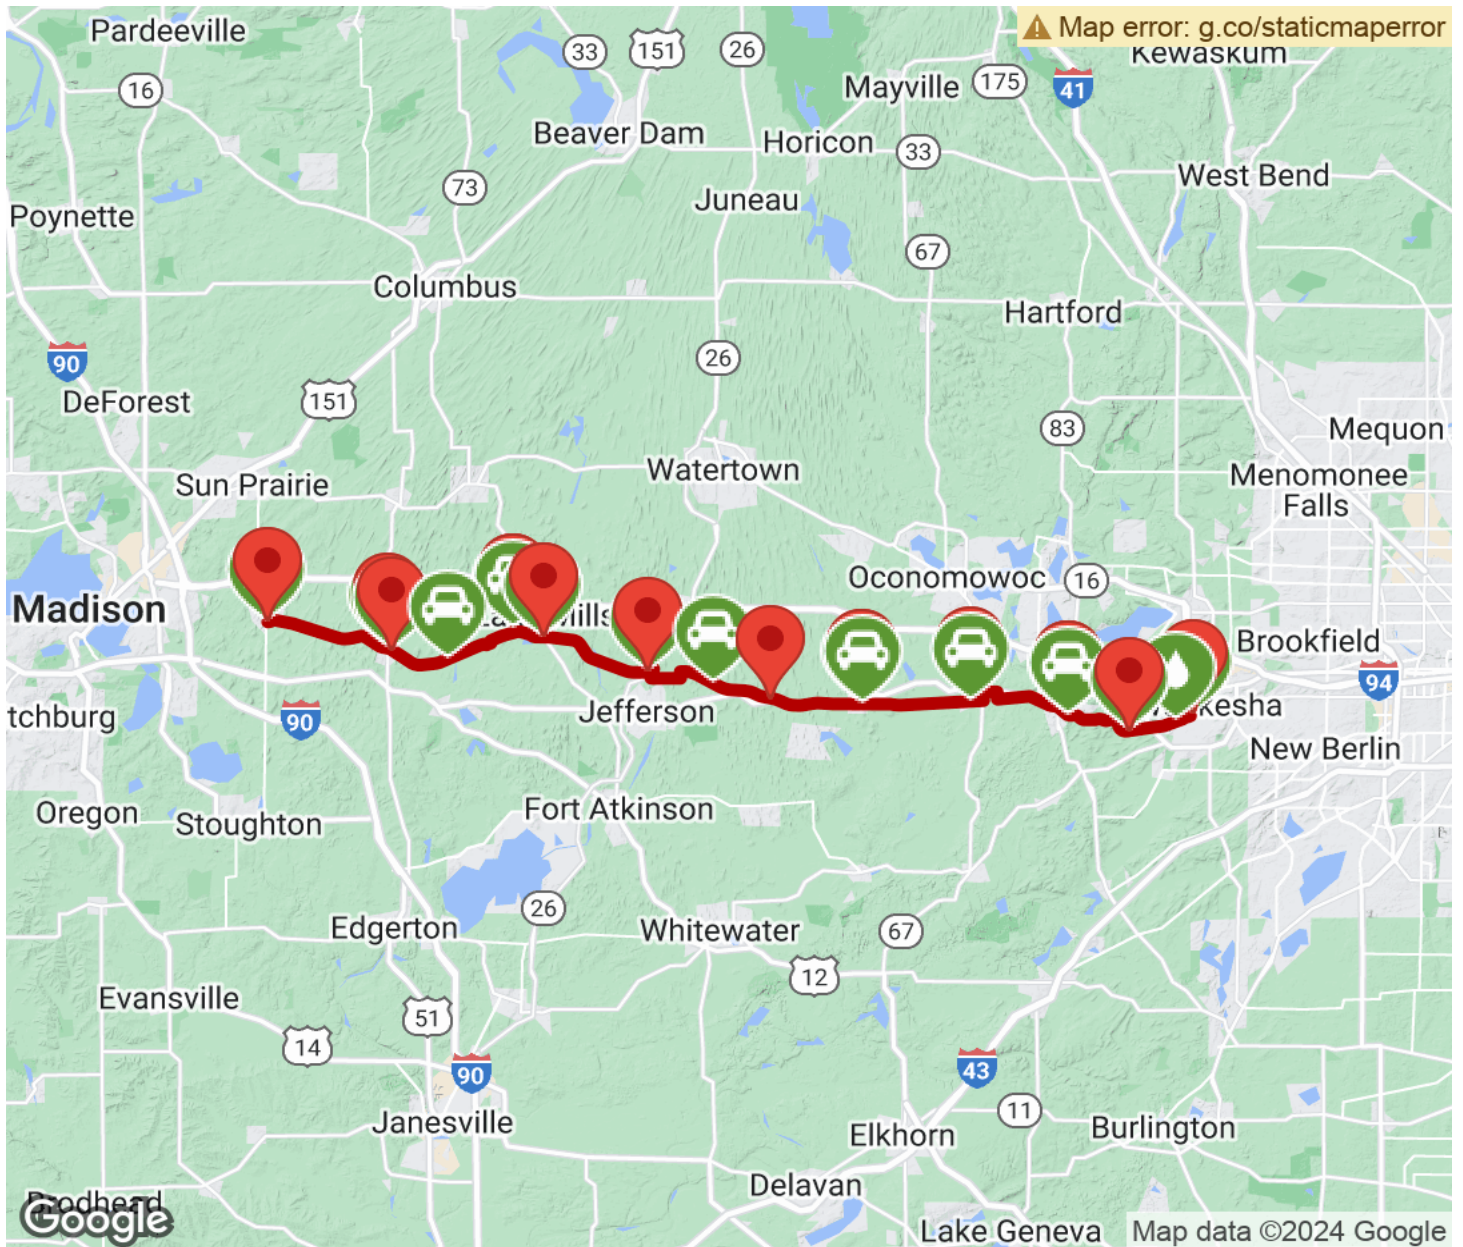 Map error: g.co/staticmaperror
Pardeeville
33
151
26
Kewaskum
16
Mayville
175
41
Beaver Dam
Horicon
33
73
West Bend
Juneau
Poynette
67
Columbus
Hartford
26
90
DeForest
151
83
Mequon
Watertown
Menomonee
Falls
Sun Prairie
Oconomowoc
16
Madison
Brookfield
94
tchburg
90
Jefferson
kesha
New Berlin
Oregon
Stoughton
Fort Atkinson
26
Edgerton
Whitewater
67
12
Evansville
51
14
90
43
11
Janesville
Elkhorn
Burlington
Delavan
Brodhead
Google
Lake Geneva
Map data ©2024 Google